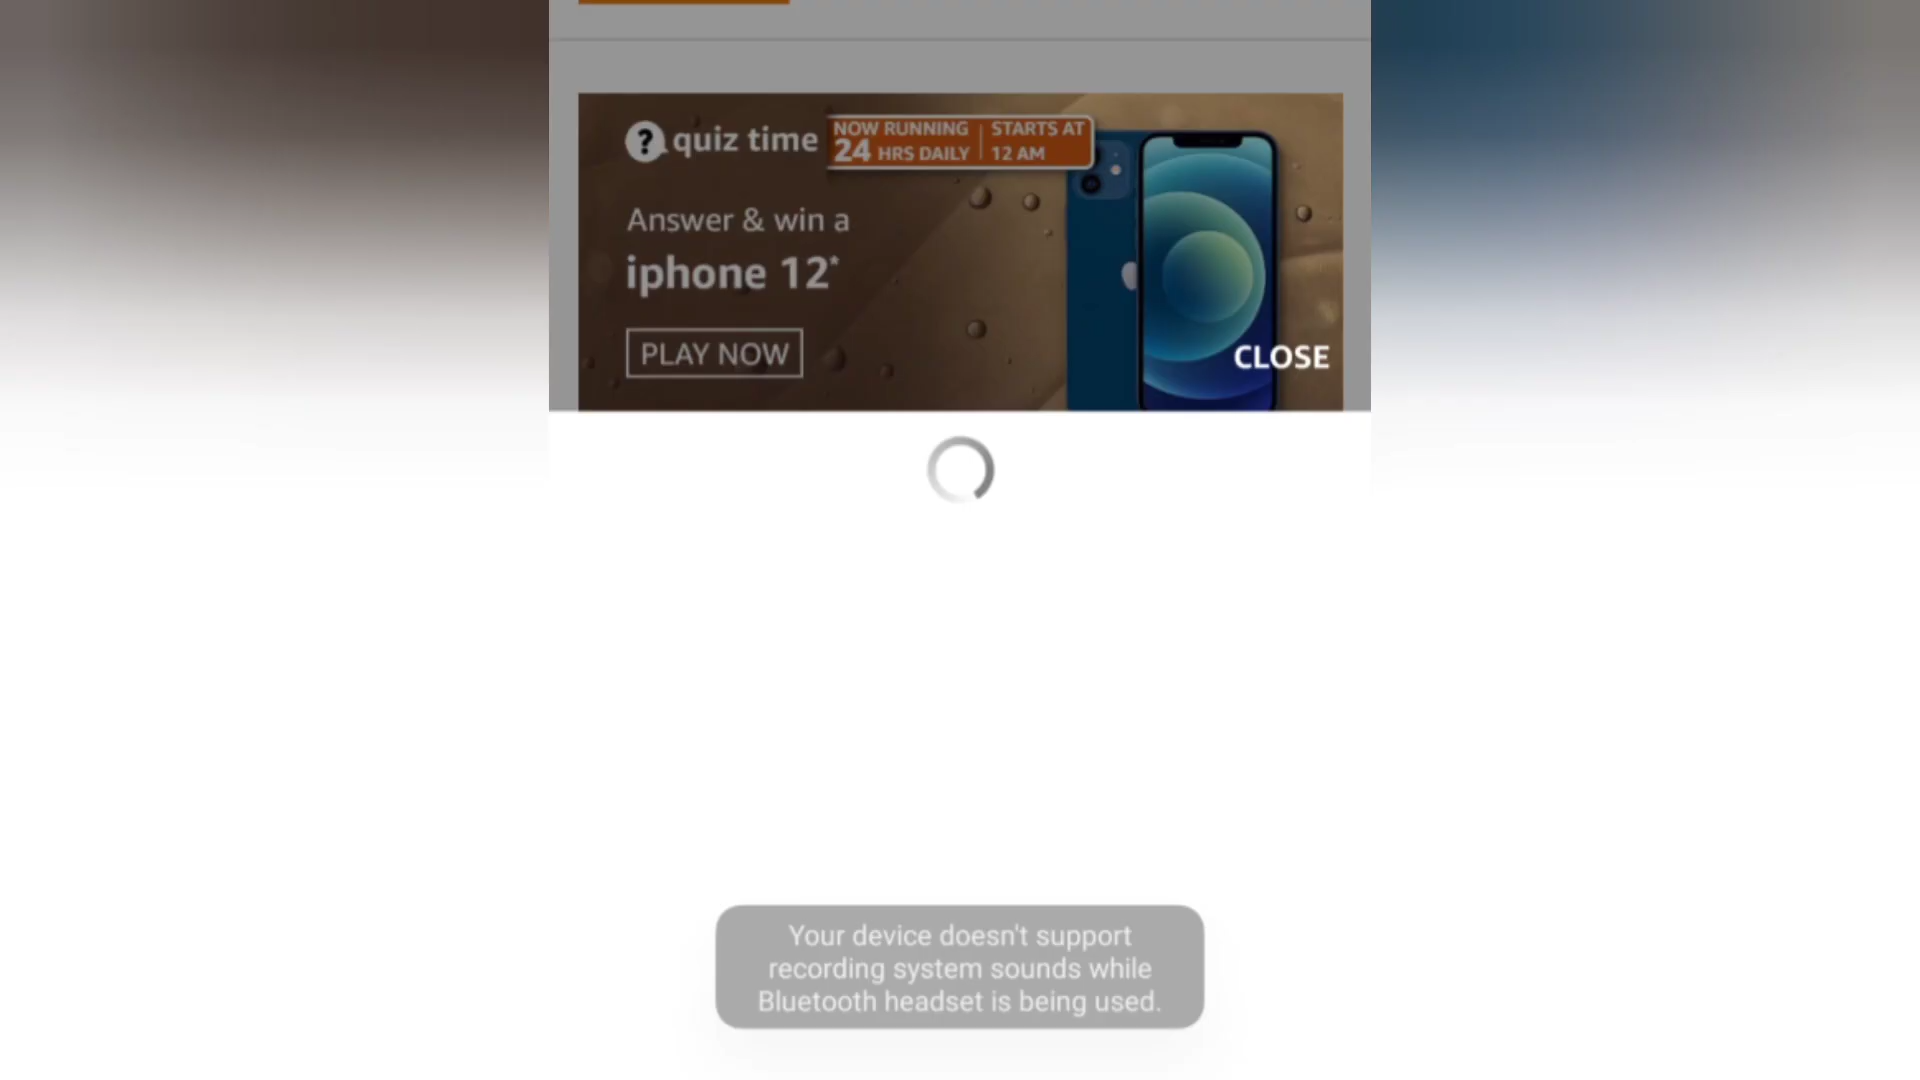 ? quiz time
NOW RUNNING
24 HRS DAILY
STARTS AT
12 AM
Answer & win a
iphone 12*
PLAY NOW
CLOSE
Your device doesn't support
recording system sounds while
Bluetooth headset is being used.